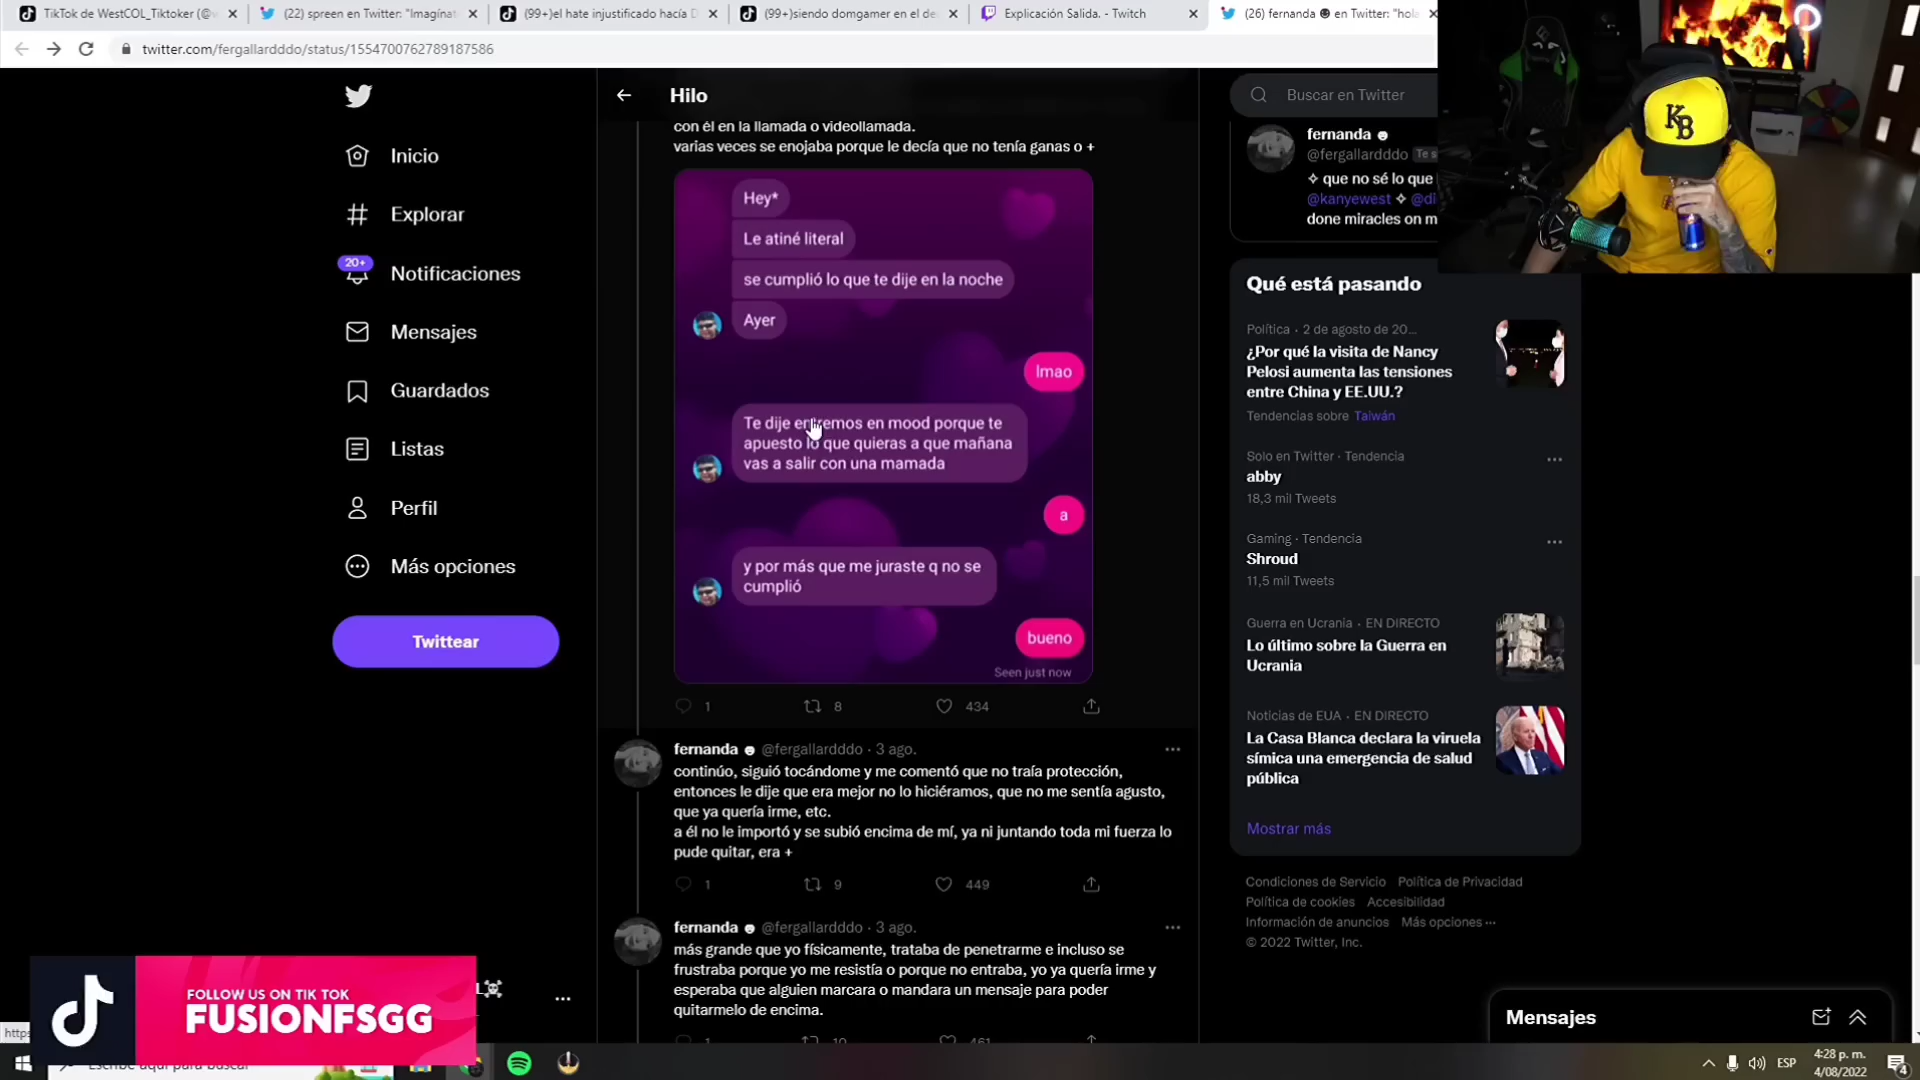 TikTok de WestCOL_Tiktoker (@w
(22) spreen en Twitter: "Imagínat
(99+)el hate injustificado hacía D
(99+)siendo domgamer en el de
Explicación Salida. - Twitch
(26) fernanda ☻ en Twitter: "hola
twitter.com/fergallardddo/status/1554700762789187586
Inicio
Explorar
20+
Notificaciones
Mensajes
Guardados
Listas
Perfil
Más opciones
Twittear
Hilo
con él en la llamada o videollamada.
varias veces se enojaba porque le decía que no tenía ganas o +
Hey*
Le atiné literal
se cumplió lo que te dije en la noche
Ayer
lmao
Te dije entremos en mood porque te
apuesto lo que quieras a que mañana
vas a salir con una mamada
a
y por más que me juraste q no se
cumplió
bueno
Seen just now
1 8 434
fernanda ☻ @fergallardddo · 3 ago.
continúo, siguió tocándome y me comentó que no traía protección,
entonces le dije que era mejor no lo hiciéramos, que no me sentía agusto,
que ya quería irme, etc.
a él no le importó y se subió encima de mí, ya ni juntando toda mi fuerza lo
pude quitar, era +
1 9 449
fernanda ☻ @fergallardddo · 3 ago.
más grande que yo físicamente, trataba de penetrarme e incluso se
frustraba porque yo me resistía o porque no entraba, yo ya quería irme y
esperaba que alguien marcara o mandara un mensaje para poder
quitarmelo de encima.
1 10 461
Buscar en Twitter
fernanda ☻
@fergallardddo Te s
✧ que no sé lo que
@kanyewest ✧ @di
done miracles on m
KB
Qué está pasando
Política · 2 de agosto de 20...
¿Por qué la visita de Nancy
Pelosi aumenta las tensiones
entre China y EE.UU.?
Tendencias sobre Taiwán
Solo en Twitter · Tendencia
abby
18,3 mil Tweets
Gaming · Tendencia
Shroud
11,5 mil Tweets
Guerra en Ucrania · EN DIRECTO
Lo último sobre la Guerra en
Ucrania
Noticias de EUA · EN DIRECTO
La Casa Blanca declara la viruela
símica una emergencia de salud
pública
Mostrar más
Condiciones de Servicio Política de Privacidad
Política de cookies Accesibilidad
Información de anuncios Más opciones ···
© 2022 Twitter, Inc.
Mensajes
FOLLOW US ON TIK TOK
FUSIONFSGG
https
Escribe aquí para buscar
ESP
4:28 p. m.
4/08/2022
4